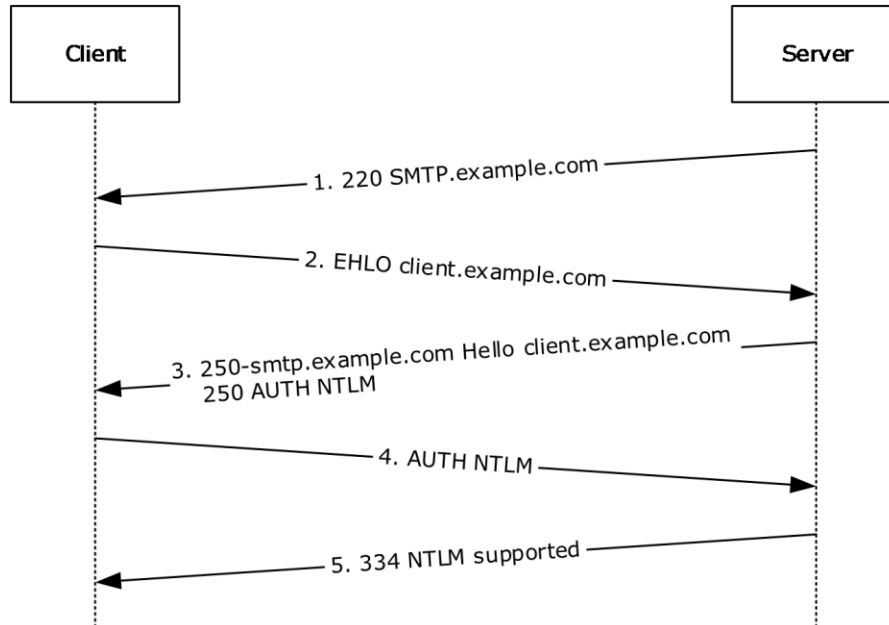 Client
Server
1. 220 SMTP.example.com
2. EHLO client.example.com
3. 250-smtp.example.com Hello client.example.com
250 AUTH NTLM
4. AUTH NTLM
5. 334 NTLM supported